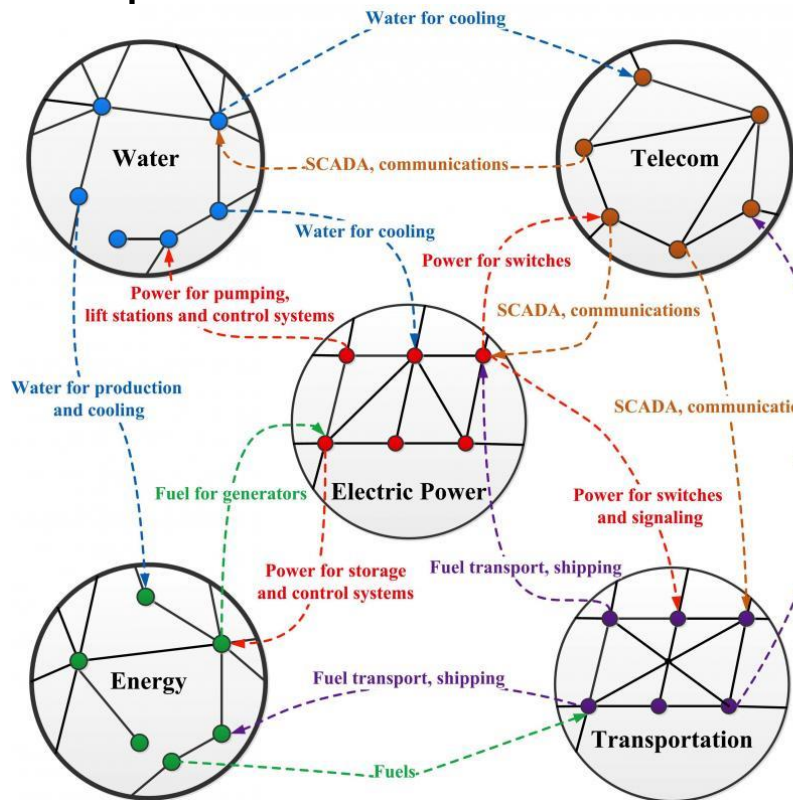 Water for cooling
Water
Telecom
SCADA, communications
Water for cooling
Power for switches
Power for pumping,
lift stations and control systems
SCADA, communications
Water for production
and cooling
SCADA,
Fuel for generators
Electric Power
Power for switches
and signaling
Power for storage
and control systems
Fuel transport, shipping
Energy
Fuel transport, shipping
Transportation
Fuels